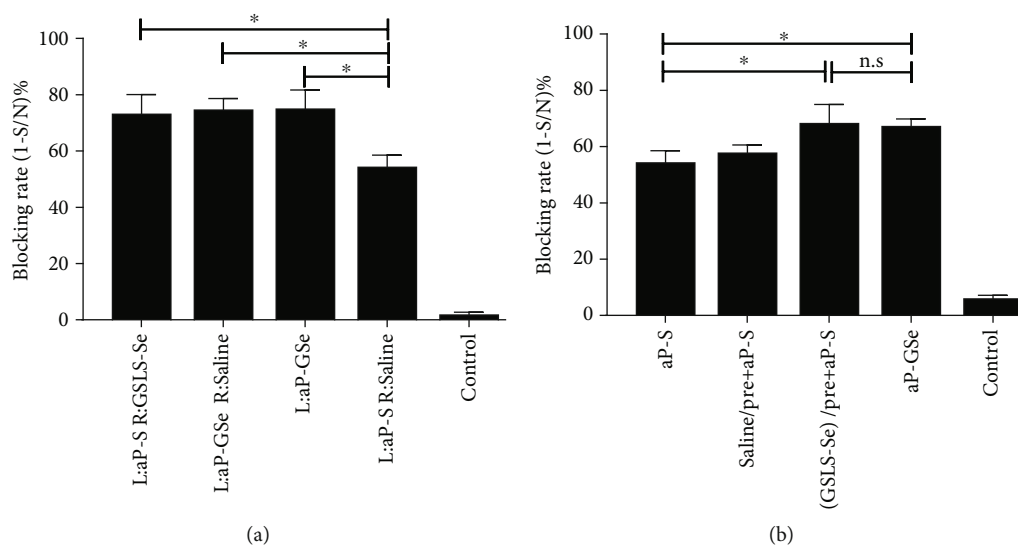 Blocking rate (1-S/N)%
100
80
60
40
20
0
*
*
*
L:aP-S R:GSLS-Se
L:aP-GSe R:Saline
L:aP-GSe
L:aP-S R:Saline
Control
(a)
Blocking rate (1-S/N)%
100
80
60
40
20
0
*
*
n.s
aP-S
Saline/pre+aP-S
(GSLS-Se) /pre+aP-S
aP-GSe
Control
(b)